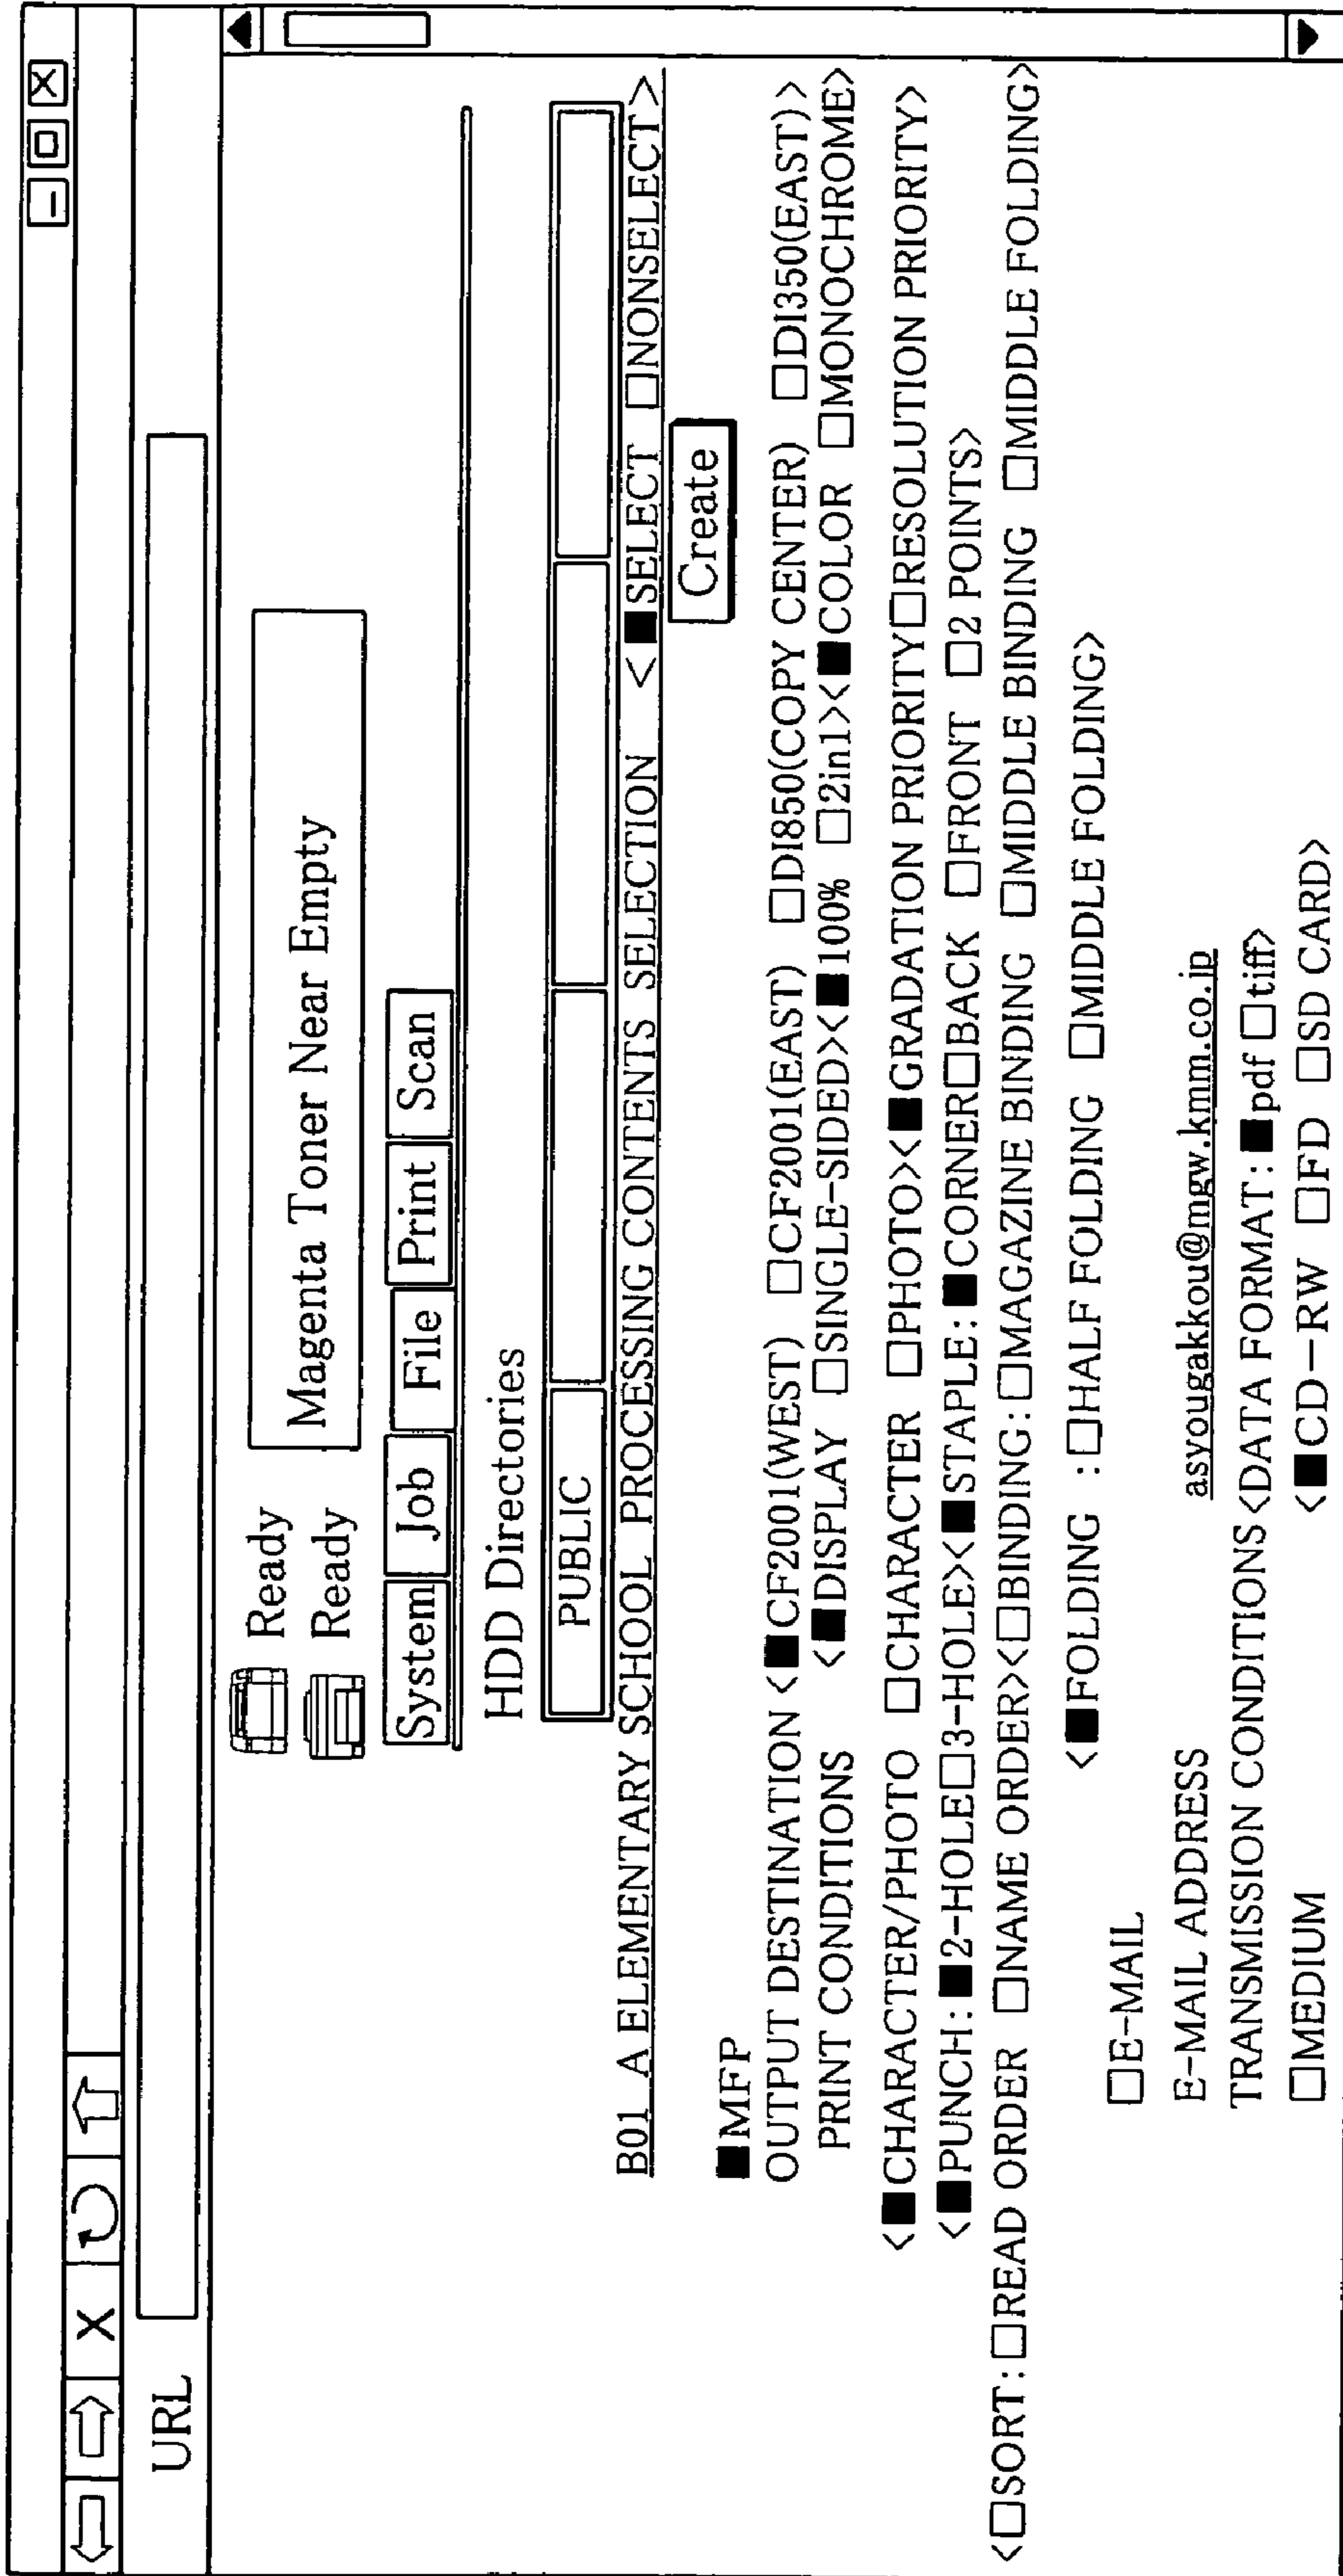 URL
Ready
Magenta Toner Near Empty
Ready
System Job File Print Scan
HDD Directories
PUBLIC
B01 A ELEMENTARY SCHOOL PROCESSING CONTENTS SELECTION <■SELECT □NONSELECT>
Create
■MFP
OUTPUT DESTINATION <■CF2001(WEST) □CF2001(EAST) □DI850(COPY CENTER) □DI350(EAST)>
PRINT CONDITIONS <■DISPLAY □SINGLE-SIDED><■100% □2in1><■COLOR □MONOCHROME>
<■CHARACTER/PHOTO □CHARACTER □PHOTO><■GRADATION PRIORITY□RESOLUTION PRIORITY>
<■PUNCH:■2-HOLE□3-HOLE><■STAPLE:■CORNER□BACK □FRONT □2 POINTS>
<□SORT:□READ ORDER □NAME ORDER><□BINDING:□MAGAZINE BINDING □MIDDLE BINDING □MIDDLE FOLDING>
<■FOLDING :□HALF FOLDING □MIDDLE FOLDING>
□E-MAIL
E-MAIL ADDRESS asyougakkou@mgw.kmm.co.jp
TRANSMISSION CONDITIONS<DATA FORMAT:■pdf □tiff>
□MEDIUM <■CD-RW □FD □SD CARD>